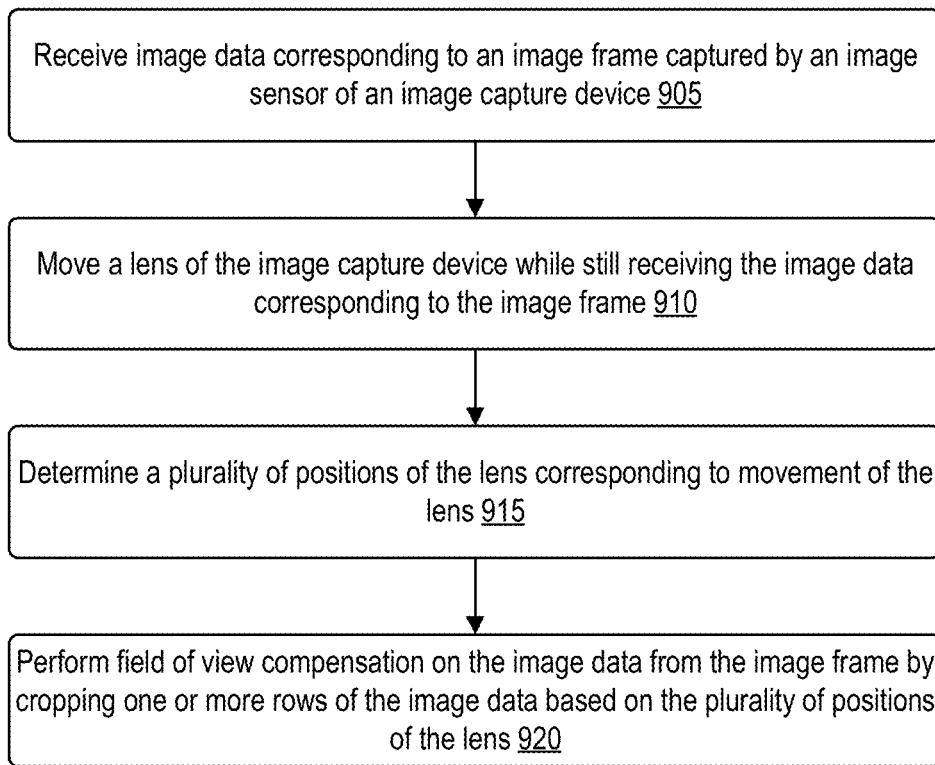 Receive image data corresponding to an image frame captured by an image
sensor of an image capture device 905
Move a lens of the image capture device while still receiving the image data
corresponding to the image frame 910
Determine a plurality of positions of the lens corresponding to movement of the
lens 915
Perform field of view compensation on the image data from the image frame by
cropping one or more rows of the image data based on the plurality of positions
of the lens 920